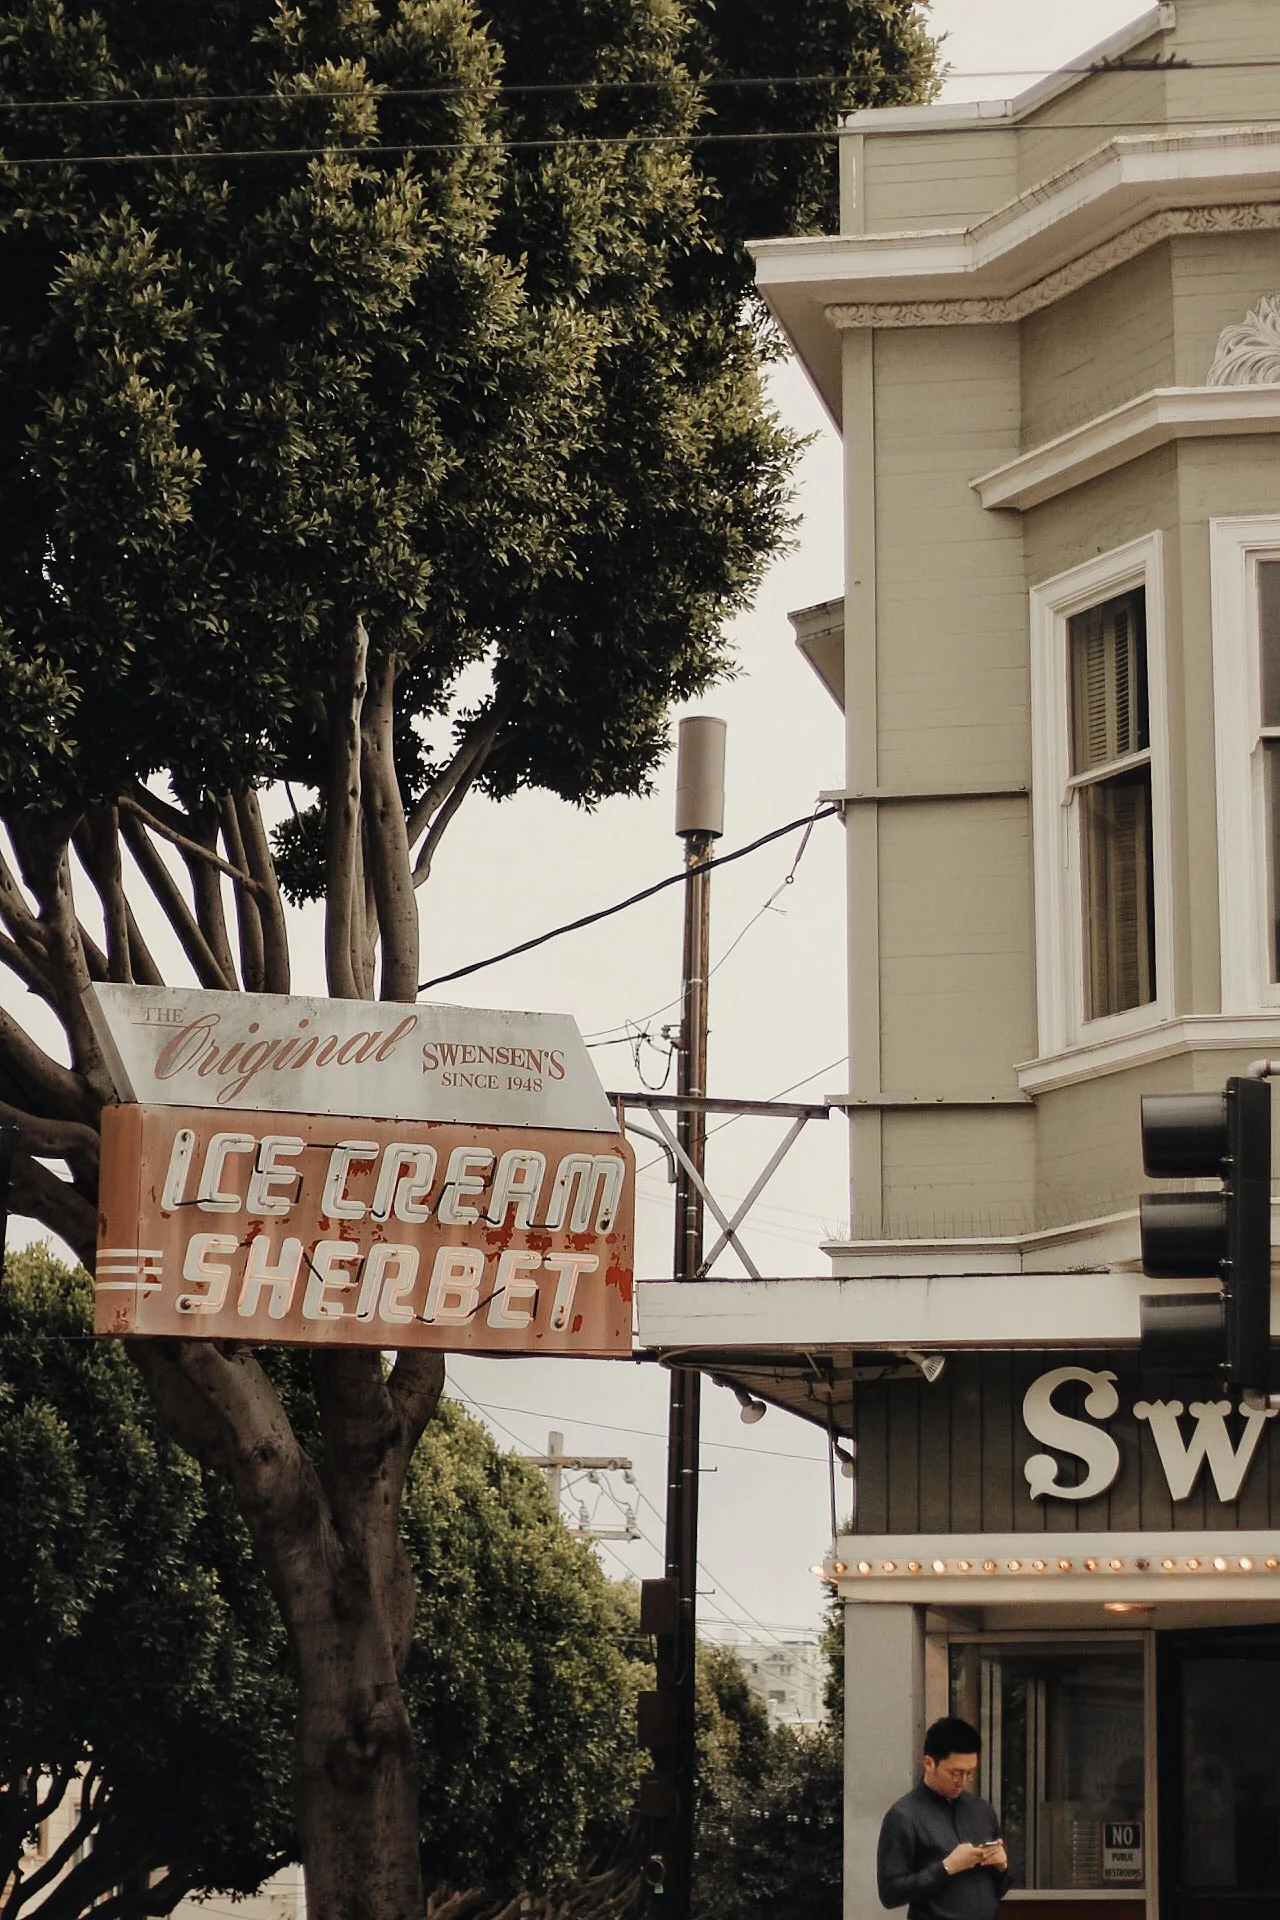 THE Original SWENSEN'S
SINCE 1948
ICE CREAM
SHERBET
Sw
NO
PUBLIC
RESTROOMS